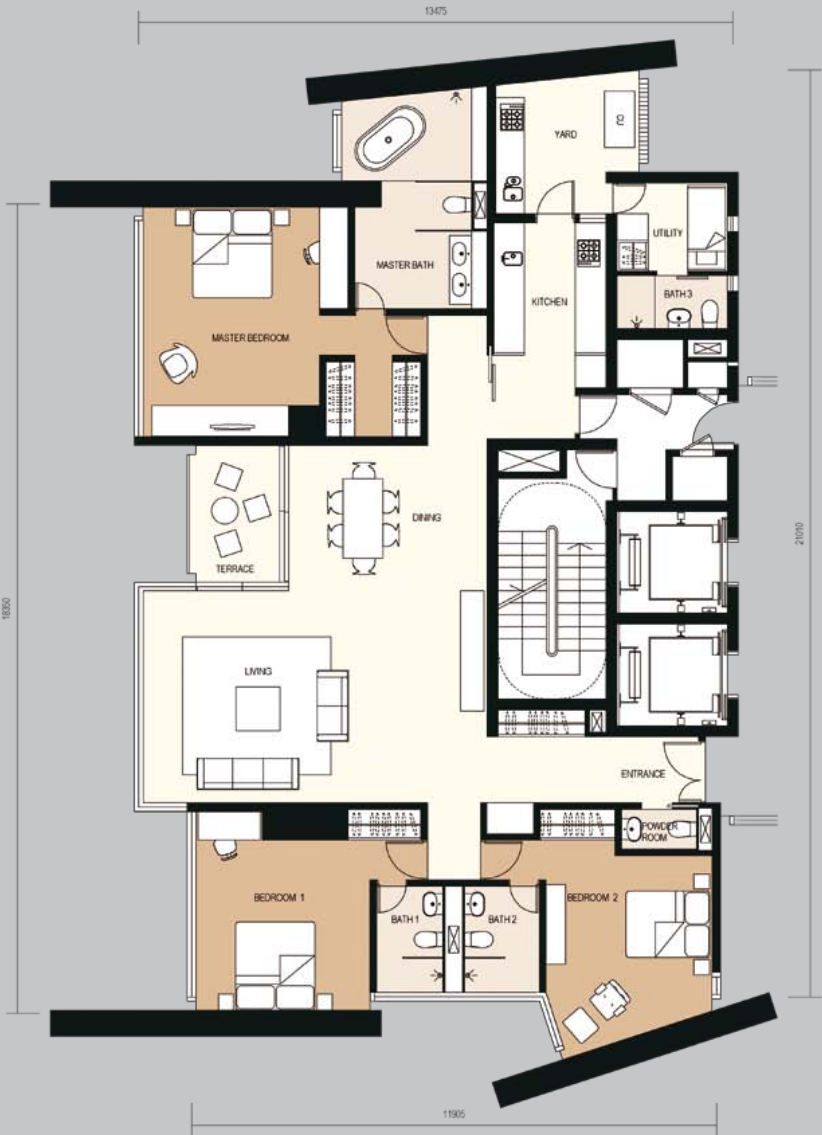 13475
YARD
CD
UTILITY
MASTER BATH
BATH 3
KITCHEN
MASTER BEDROOM
DINING
21010
TERRACE
18350
LIVING
ENTRANCE
POWDER
ROOM
BEDROOM 1
BEDROOM 2
BATH 1
BATH 2
11905